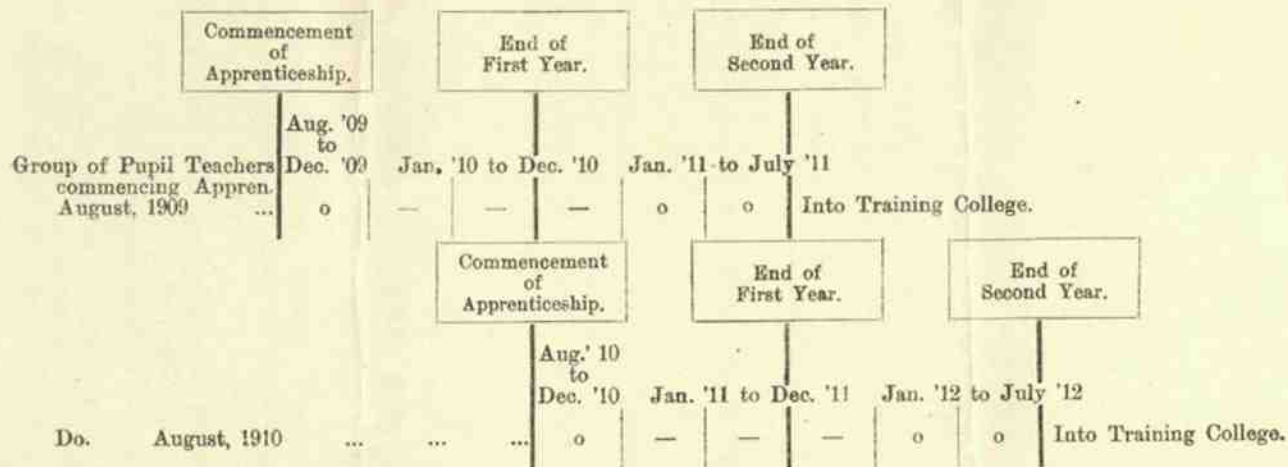 Commencement
of
Apprenticeship.
End of
First Year.
End of
Second Year.
Aug. '09
to
Group of Pupil Teachers Dec. '09 Jan. '10 to Dec. '10 Jan. '11 to July '11
commencing Appren.
August, 1909 ... o — — — o o Into Training College.
Commencement
of
Apprenticeship.
End of
First Year.
End of
Second Year.
Aug.' 10
to
Dec. '10 Jan. '11 to Dec. '11 Jan. '12 to July '12
Do. August, 1910 ... ... ... o — — — o o Into Training College.